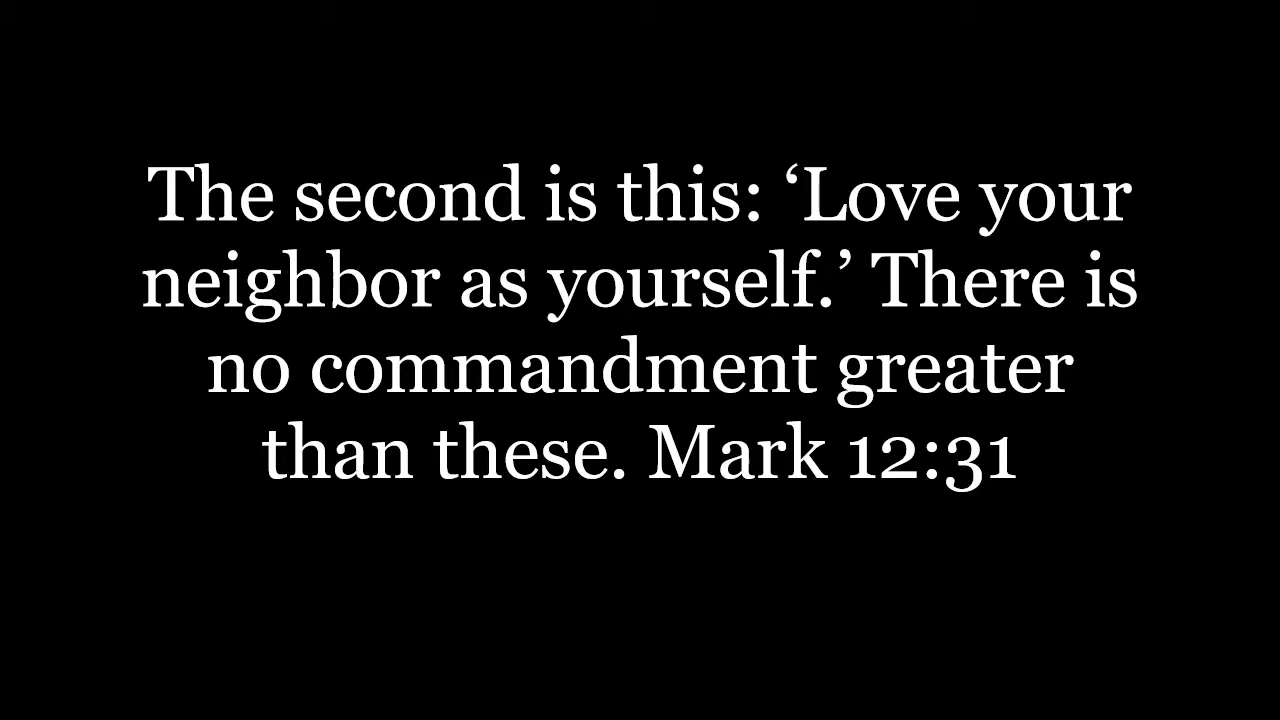 The second is this: ‘Love your
neighbor as yourself.’ There is
no commandment greater
than these. Mark 12:31